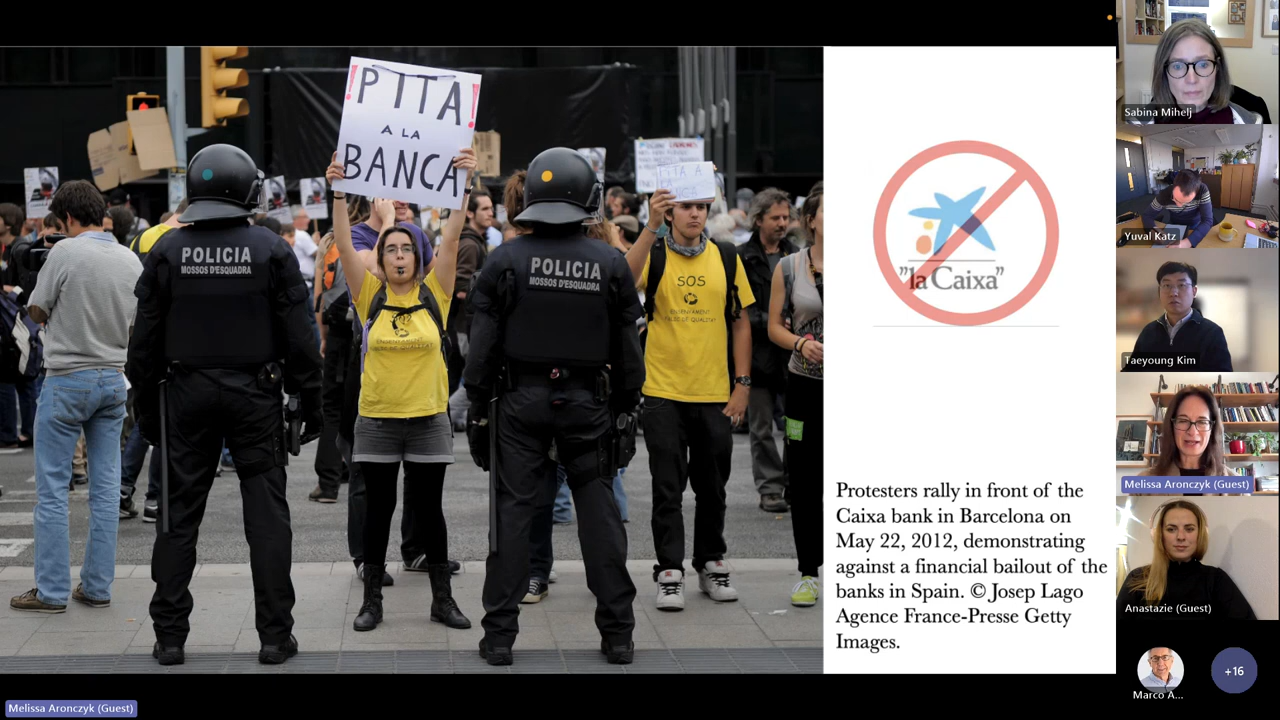 !PITA!
A LA
BANCA
POLICIA
MOSSOS D'ESQUADRA
POLICIA
MOSSOS D'ESQUADRA
PITA A
LA
BANCA
SOS
"la Caixa"
Protesters rally in front of the
Caixa bank in Barcelona on
May 22, 2012, demonstrating
against a financial bailout of the
banks in Spain. © Josep Lago
Agence France-Presse Getty
Images.
Sabina Mihelj
Yuval Katz
Taeyoung Kim
Melissa Aronczyk (Guest)
Anastazie (Guest)
Marco A...
+16
Melissa Aronczyk (Guest)